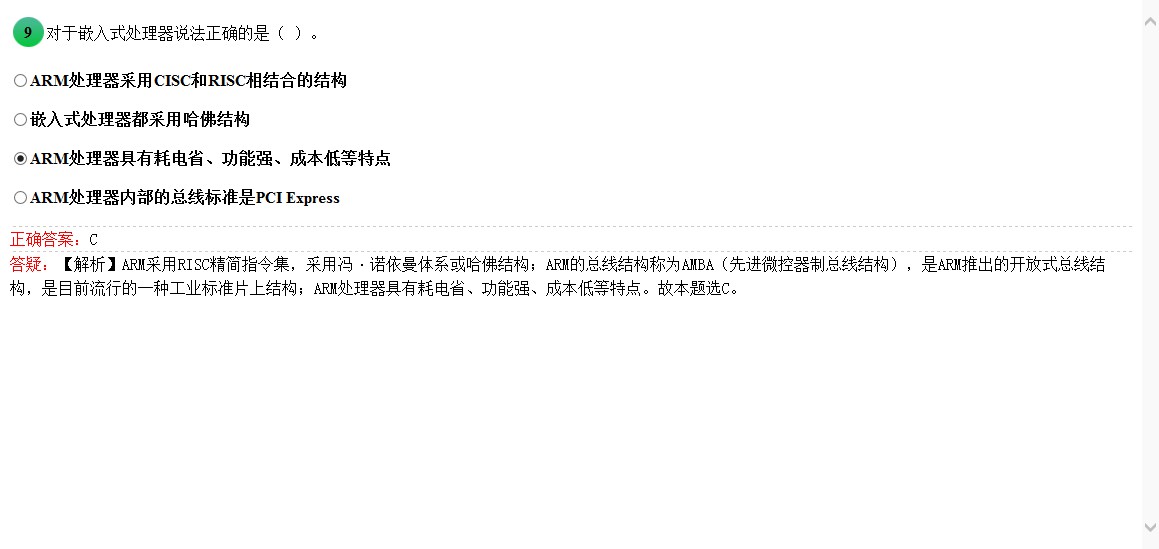 9 对于嵌入式处理器说法正确的是（ ）。
ARM处理器采用CISC和RISC相结合的结构
嵌入式处理器都采用哈佛结构
ARM处理器具有耗电省、功能强、成本低等特点
ARM处理器内部的总线标准是PCI Express
正确答案：C
答疑：【解析】ARM采用RISC精简指令集，采用冯·诺依曼体系或哈佛结构；ARM的总线结构称为AMBA（先进微控器制总线结构），是ARM推出的开放式总线结
构，是目前流行的一种工业标准片上结构；ARM处理器具有耗电省、功能强、成本低等特点。故本题选C。